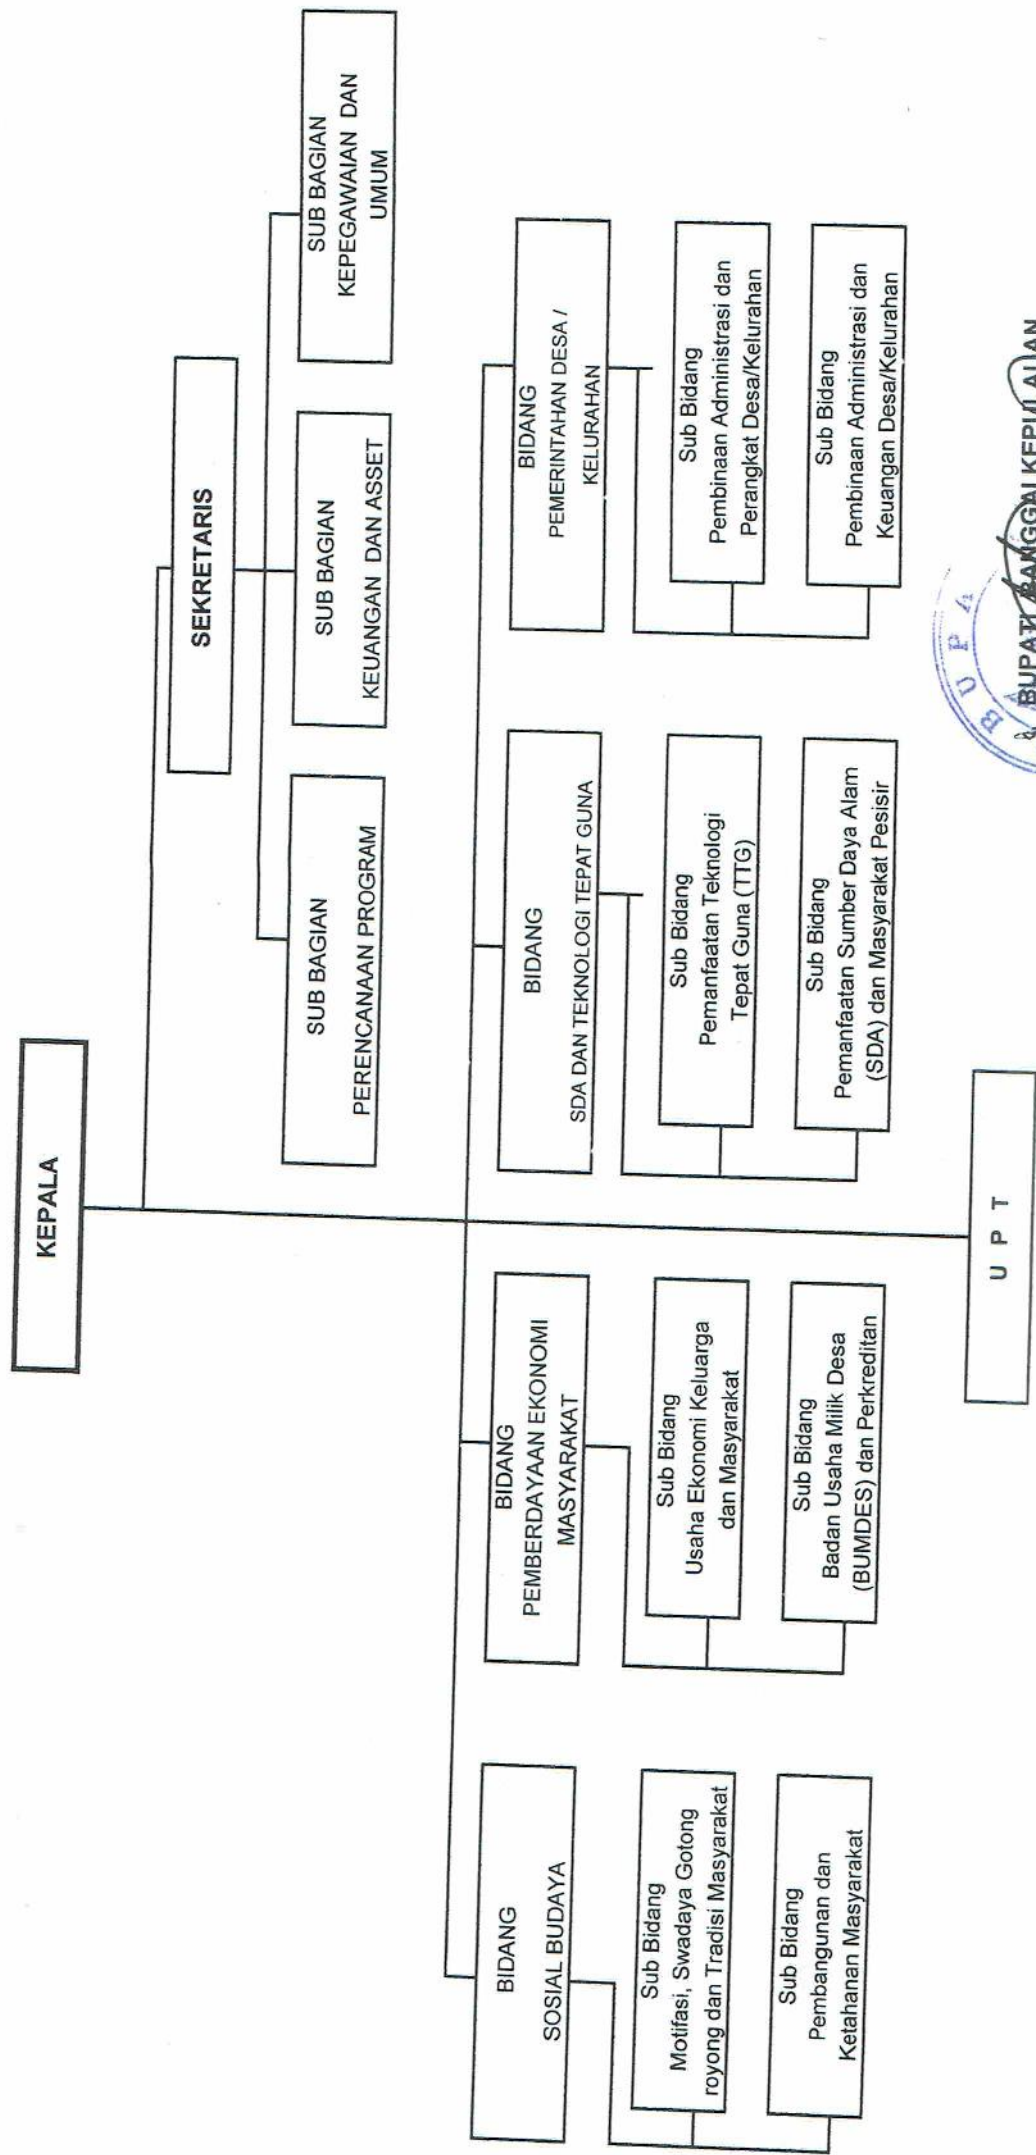 KEPALA
SEKRETARIS
SUB BAGIAN
PERENCANAAN PROGRAM
SUB BAGIAN
KEUANGAN DAN ASSET
SUB BAGIAN
KEPEGAWAIAN DAN
UMUM
BIDANG
SOSIAL BUDAYA
Sub Bidang
Motifasi, Swadaya Gotong
royong dan Tradisi Masyarakat
Sub Bidang
Pembangunan dan
Ketahanan Masyarakat
BIDANG
PEMBERDAYAAN EKONOMI
MASYARAKAT
Sub Bidang
Usaha Ekonomi Keluarga
dan Masyarakat
Sub Bidang
Badan Usaha Milik Desa
(BUMDES) dan Perkreditan
BIDANG
SDA DAN TEKNOLOGI TEPAT GUNA
Sub Bidang
Pemanfaatan Teknologi
Tepat Guna (TTG)
Sub Bidang
Pemanfaatan Sumber Daya Alam
(SDA) dan Masyarakat Pesisir
BIDANG
PEMERINTAHAN DESA /
KELURAHAN
Sub Bidang
Pembinaan Administrasi dan
Perangkat Desa/Kelurahan
Sub Bidang
Pembinaan Administrasi dan
Keuangan Desa/Kelurahan
U P T
BUPA
BUPATI BANGGAI KEPULAUAN